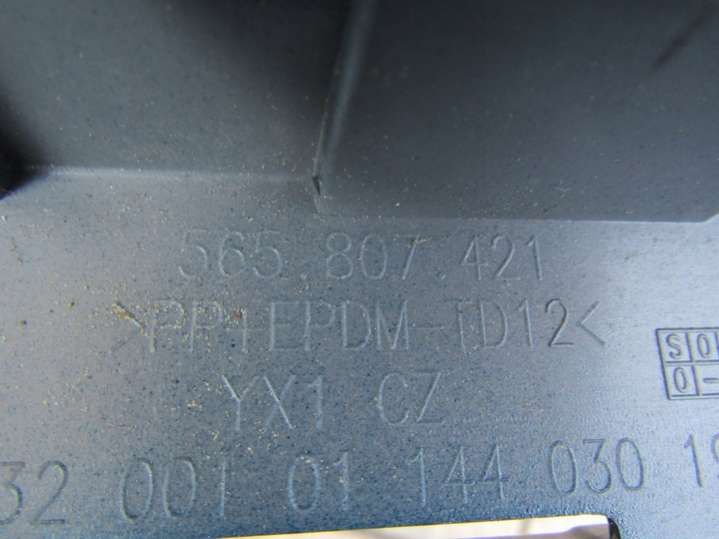 565.807.421
>PP+EPDM-TD12<
YX1 CZ
32 001 01 144 030